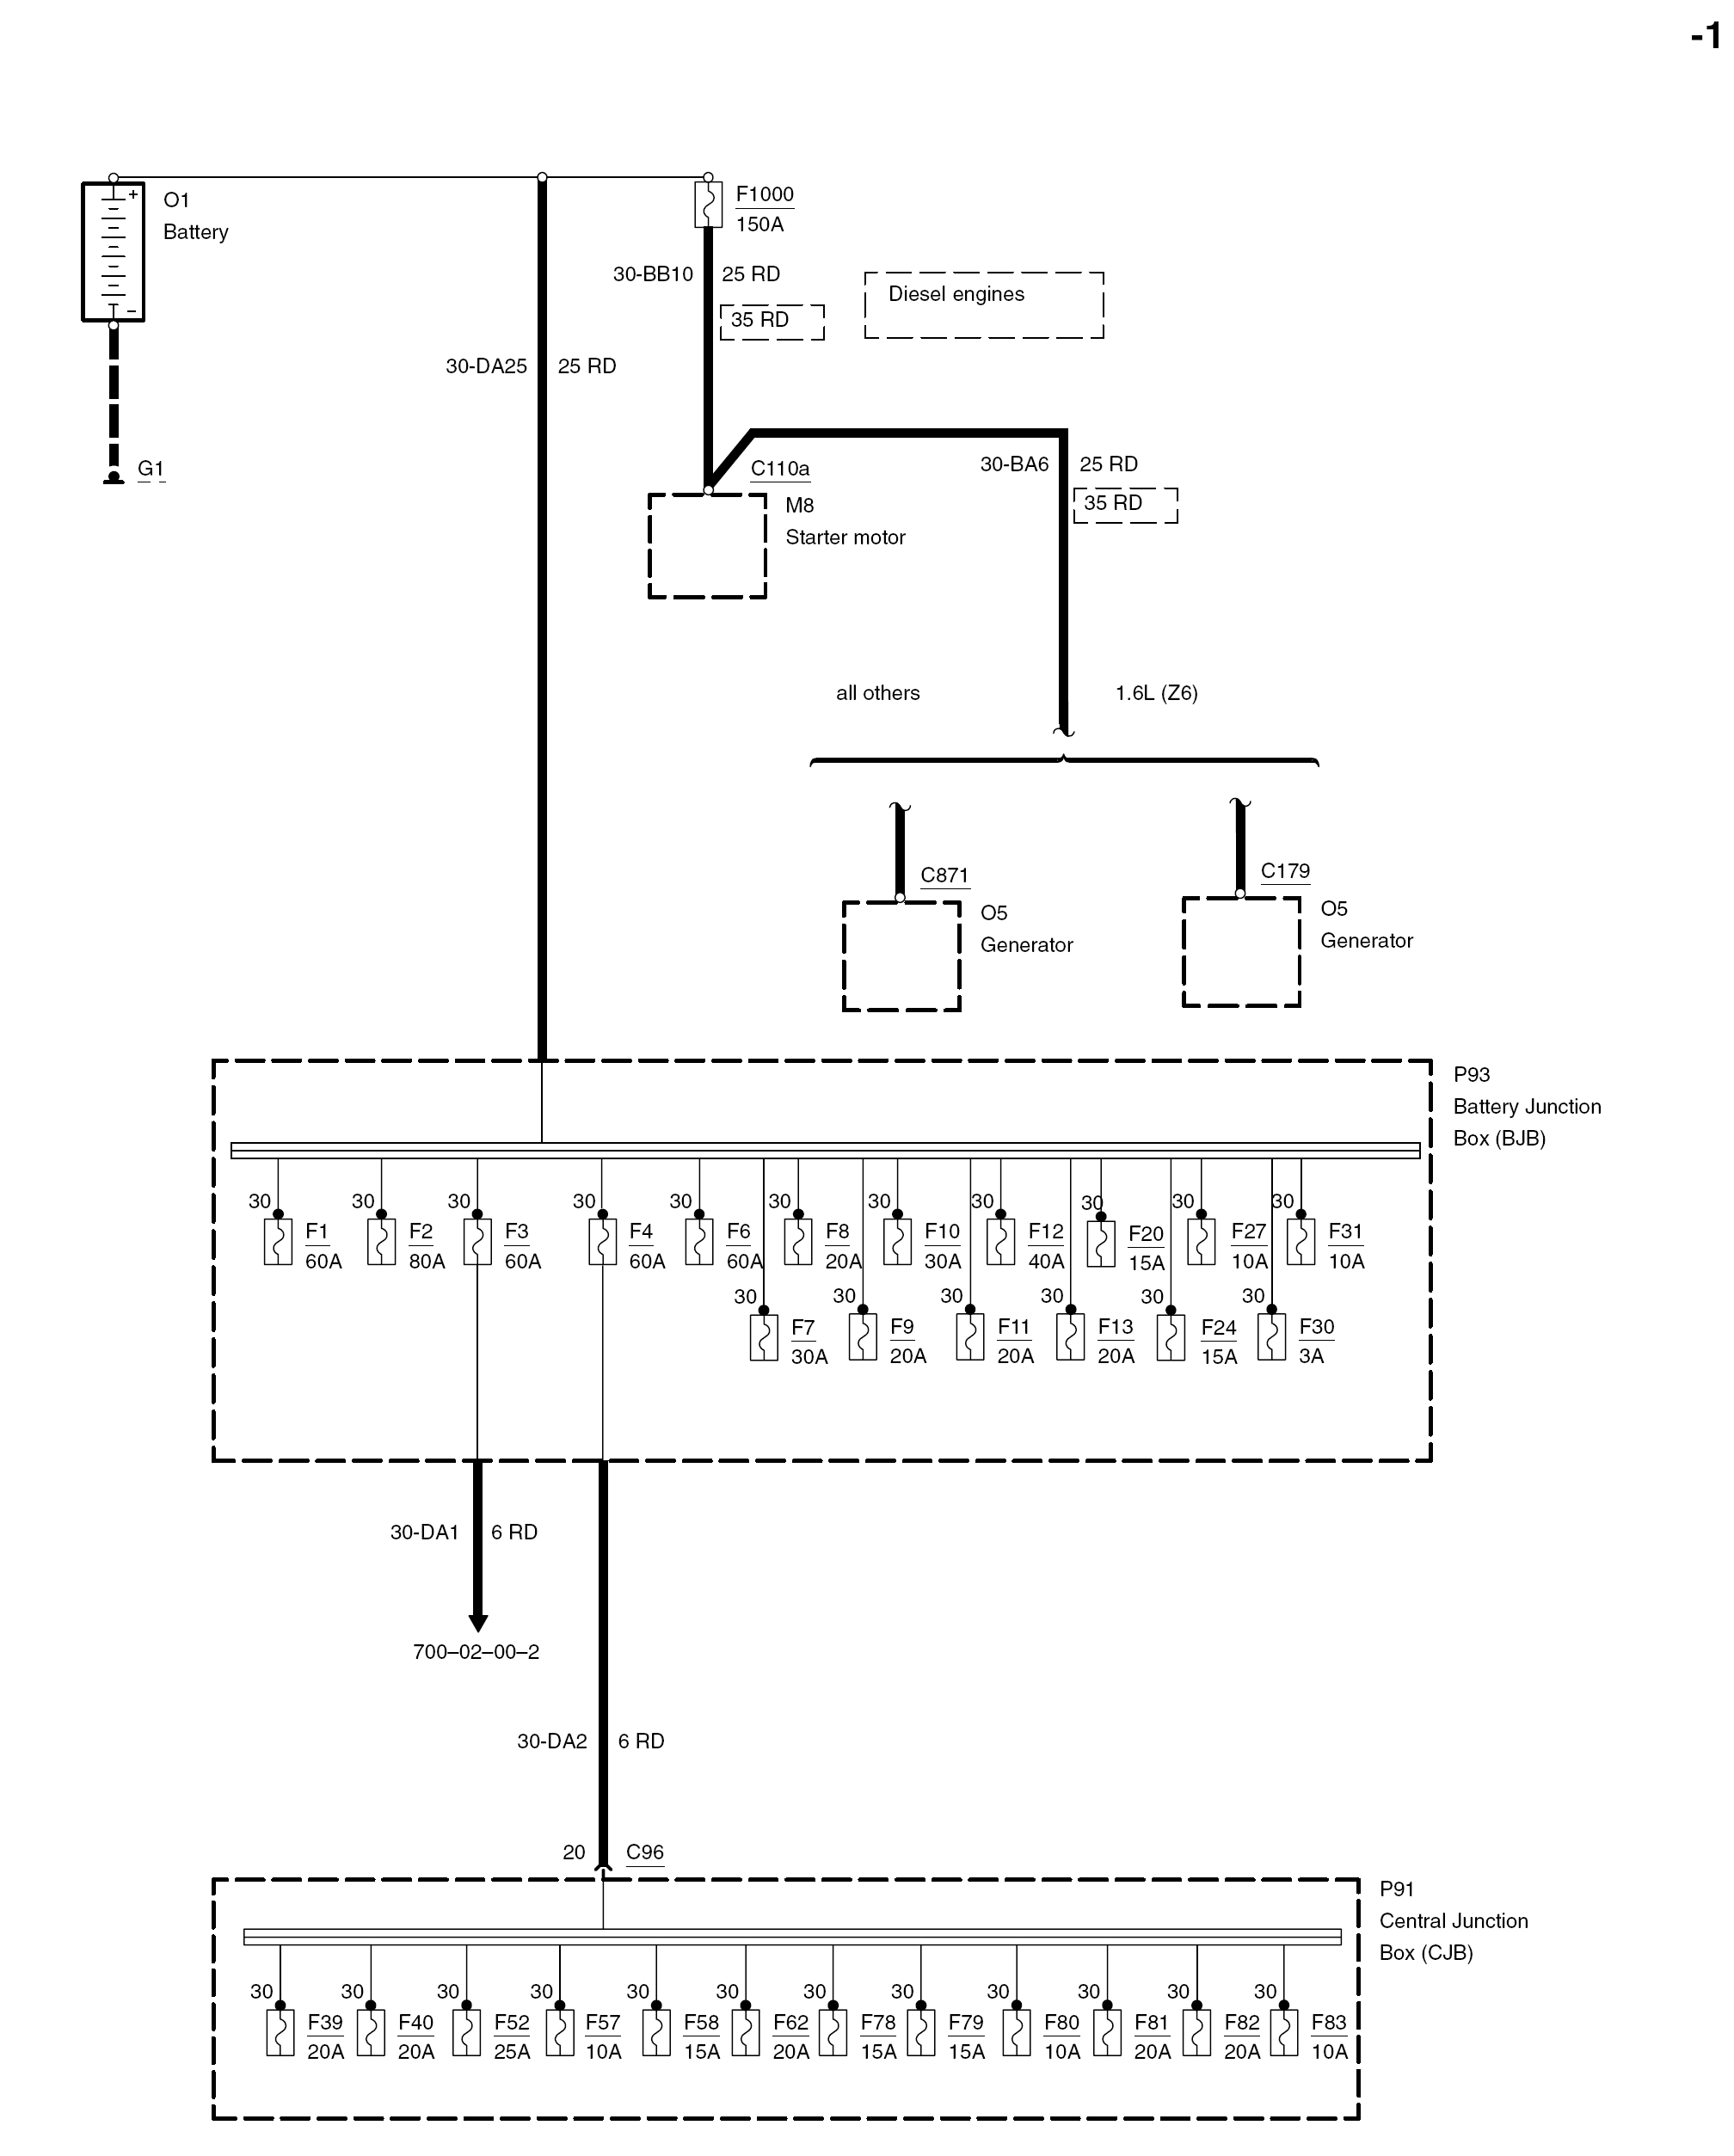 -1
O1
Battery
+
–
G1
F1000
150A
30-BB10 25 RD
35 RD
Diesel engines
30-DA25 25 RD
C110a
M8
Starter motor
30-BA6 25 RD
35 RD
all others 1.6L (Z6)
C871
O5
Generator
C179
O5
Generator
P93
Battery Junction
Box (BJB)
30 30 30 30 30 30 30 30 30 30 30
F1 F2 F3 F4 F6 F8 F10 F12 F20 F27 F31
60A 80A 60A 60A 60A 20A 30A 40A 15A 10A 10A
30 30 30 30 30 30
F7 F9 F11 F13 F24 F30
30A 20A 20A 20A 15A 3A
30-DA1 6 RD
700–02–00–2
30-DA2 6 RD
20 C96
P91
Central Junction
Box (CJB)
30 30 30 30 30 30 30 30 30 30 30 30
F39 F40 F52 F57 F58 F62 F78 F79 F80 F81 F82 F83
20A 20A 25A 10A 15A 20A 15A 15A 10A 20A 20A 10A